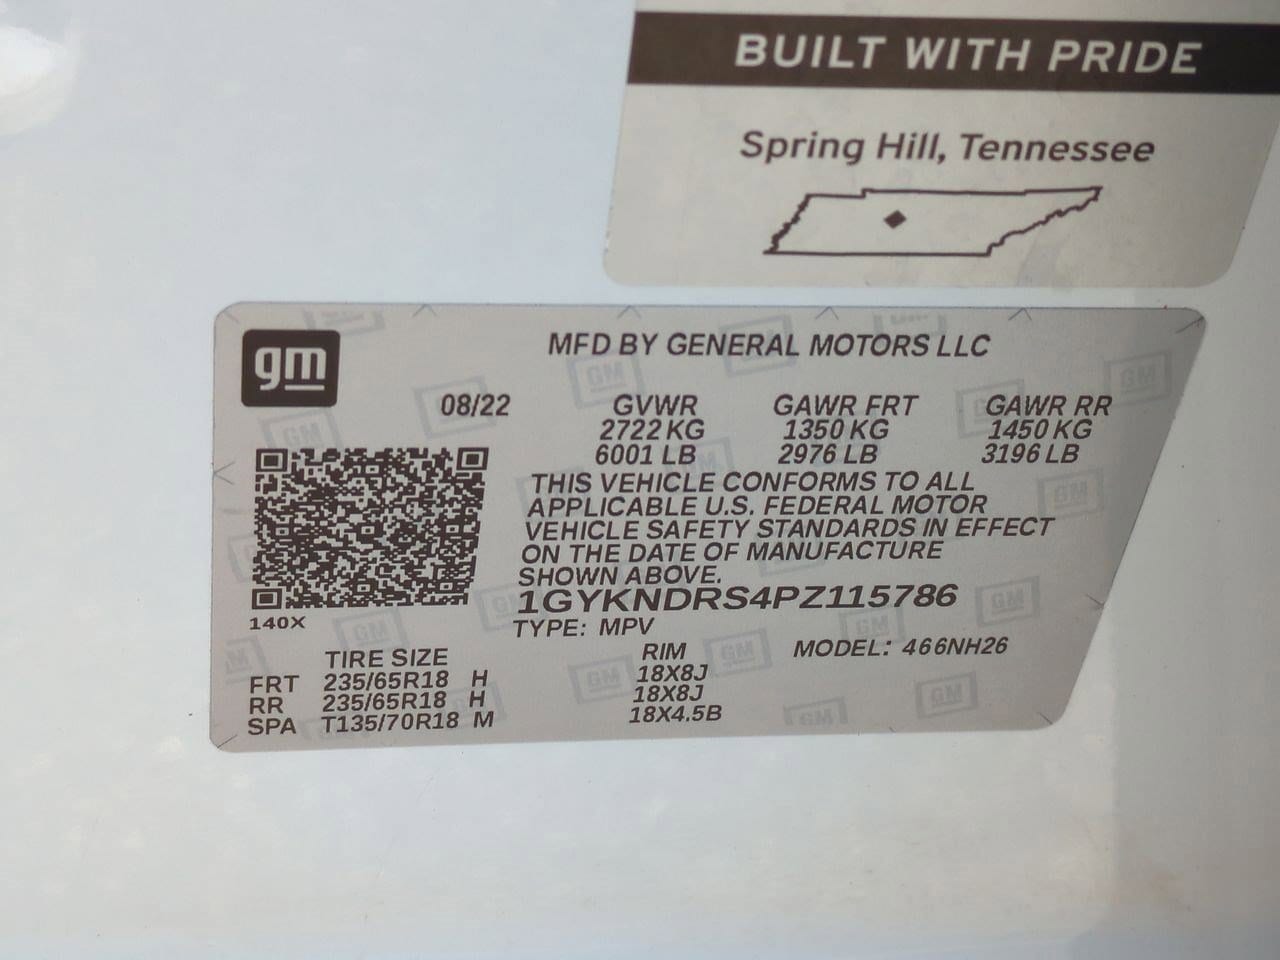 BUILT WITH PRIDE
Spring Hill, Tennessee
gm
MFD BY GENERAL MOTORS LLC
08/22 GVWR GAWR FRT GAWR RR
2722 KG 1350 KG 1450 KG
6001 LB 2976 LB 3196 LB
THIS VEHICLE CONFORMS TO ALL
APPLICABLE U.S. FEDERAL MOTOR
VEHICLE SAFETY STANDARDS IN EFFECT
ON THE DATE OF MANUFACTURE
SHOWN ABOVE.
1GYKNDRS4PZ115786
140X
TYPE: MPV
TIRE SIZE RIM MODEL: 466NH26
FRT 235/65R18 H 18X8J
RR 235/65R18 H 18X8J
SPA T135/70R18 M 18X4.5B